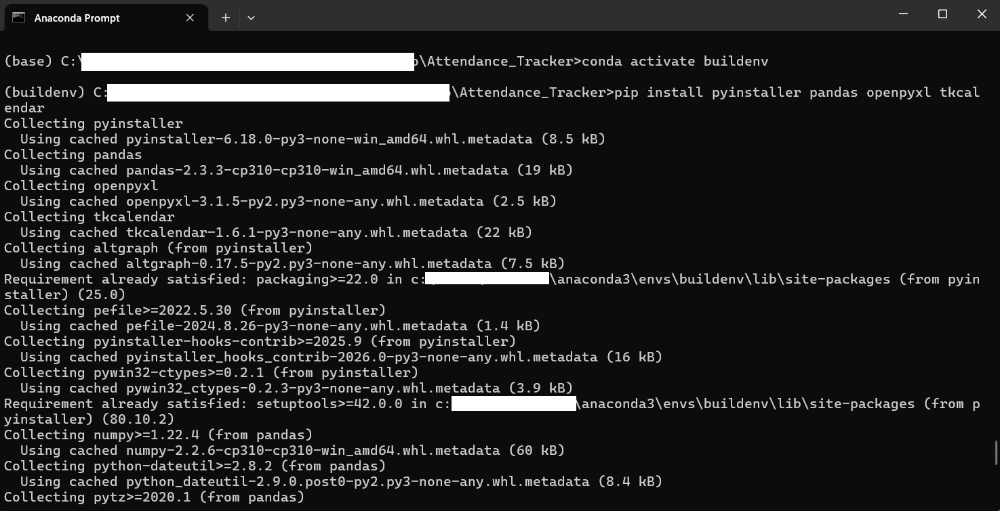 Anaconda Prompt
(base) C:\ \Attendance_Tracker>conda activate buildenv
(buildenv) C: \Attendance_Tracker>pip install pyinstaller pandas openpyxl tkcal
endar
Collecting pyinstaller
  Using cached pyinstaller-6.18.0-py3-none-win_amd64.whl.metadata (8.5 kB)
Collecting pandas
  Using cached pandas-2.3.3-cp310-cp310-win_amd64.whl.metadata (19 kB)
Collecting openpyxl
  Using cached openpyxl-3.1.5-py2.py3-none-any.whl.metadata (2.5 kB)
Collecting tkcalendar
  Using cached tkcalendar-1.6.1-py3-none-any.whl.metadata (22 kB)
Collecting altgraph (from pyinstaller)
  Using cached altgraph-0.17.5-py2.py3-none-any.whl.metadata (7.5 kB)
Requirement already satisfied: packaging>=22.0 in c: \anaconda3\envs\buildenv\lib\site-packages (from pyin
staller) (25.0)
Collecting pefile>=2022.5.30 (from pyinstaller)
  Using cached pefile-2024.8.26-py3-none-any.whl.metadata (1.4 kB)
Collecting pyinstaller-hooks-contrib>=2025.9 (from pyinstaller)
  Using cached pyinstaller_hooks_contrib-2026.0-py3-none-any.whl.metadata (16 kB)
Collecting pywin32-ctypes>=0.2.1 (from pyinstaller)
  Using cached pywin32_ctypes-0.2.3-py3-none-any.whl.metadata (3.9 kB)
Requirement already satisfied: setuptools>=42.0.0 in c: \anaconda3\envs\buildenv\lib\site-packages (from p
yinstaller) (80.10.2)
Collecting numpy>=1.22.4 (from pandas)
  Using cached numpy-2.2.6-cp310-cp310-win_amd64.whl.metadata (60 kB)
Collecting python-dateutil>=2.8.2 (from pandas)
  Using cached python_dateutil-2.9.0.post0-py2.py3-none-any.whl.metadata (8.4 kB)
Collecting pytz>=2020.1 (from pandas)